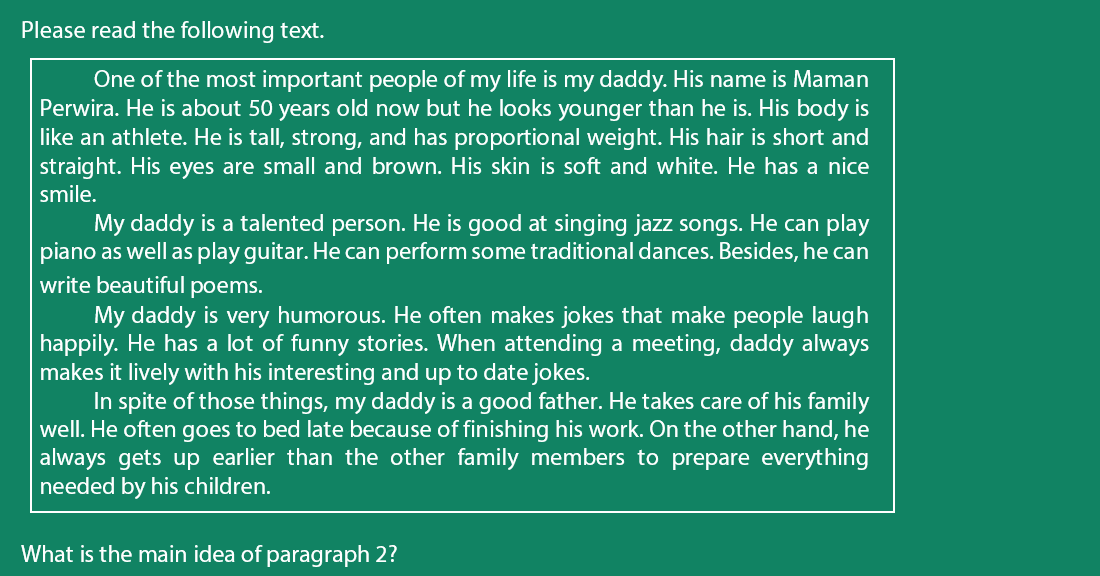 Please read the following text.
One of the most important people of my life is my daddy. His name is Maman
Perwira. He is about 50 years old now but he looks younger than he is. His body is
like an athlete. He is tall, strong, and has proportional weight. His hair is short and
straight. His eyes are small and brown. His skin is soft and white. He has a nice
smile.
My daddy is a talented person. He is good at singing jazz songs. He can play
piano as well as play guitar. He can perform some traditional dances. Besides, he can
write beautiful poems.
My daddy is very humorous. He often makes jokes that make people laugh
happily. He has a lot of funny stories. When attending a meeting, daddy always
makes it lively with his interesting and up to date jokes.
In spite of those things, my daddy is a good father. He takes care of his family
well. He often goes to bed late because of finishing his work. On the other hand, he
always gets up earlier than the other family members to prepare everything
needed by his children.
What is the main idea of paragraph 2?